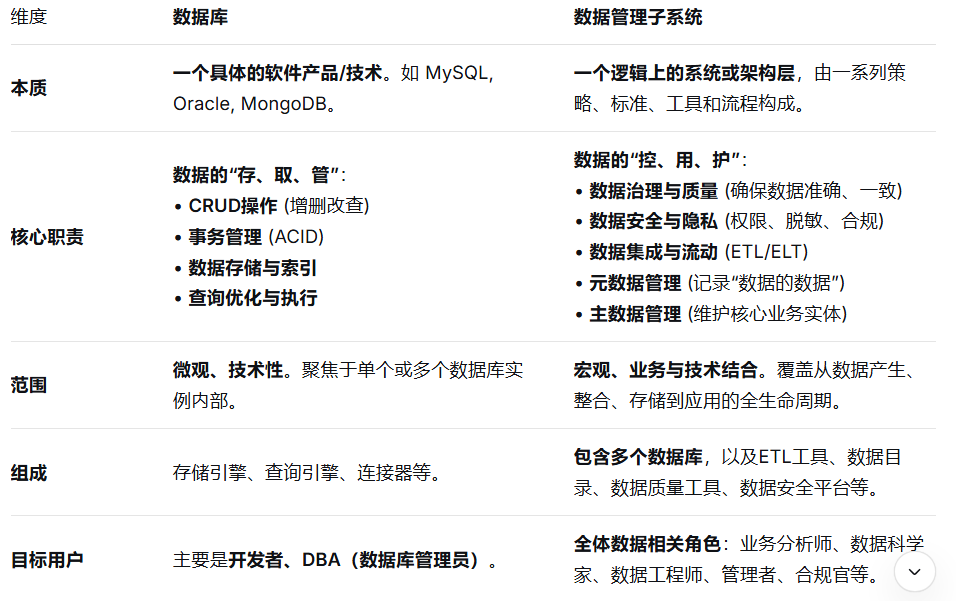 维度 数据库 数据管理子系统
本质
一个具体的软件产品/技术。如 MySQL,
Oracle, MongoDB。
一个逻辑上的系统或架构层，由一系列策
略、标准、工具和流程构成。
核心职责
数据的“存、取、管”：
• CRUD操作 (增删改查)
• 事务管理 (ACID)
• 数据存储与索引
• 查询优化与执行
数据的“控、用、护”：
• 数据治理与质量 (确保数据准确、一致)
• 数据安全与隐私 (权限、脱敏、合规)
• 数据集成与流动 (ETL/ELT)
• 元数据管理 (记录“数据的数据”)
• 主数据管理 (维护核心业务实体)
范围
微观、技术性。聚焦于单个或多个数据库实
例内部。
宏观、业务与技术结合。覆盖从数据产生、
整合、存储到应用的全生命周期。
组成
存储引擎、查询引擎、连接器等。
包含多个数据库，以及ETL工具、数据目
录、数据质量工具、数据安全平台等。
目标用户
主要是开发者、DBA（数据库管理员）。
全体数据相关角色：业务分析师、数据科学
家、数据工程师、管理者、合规官等。